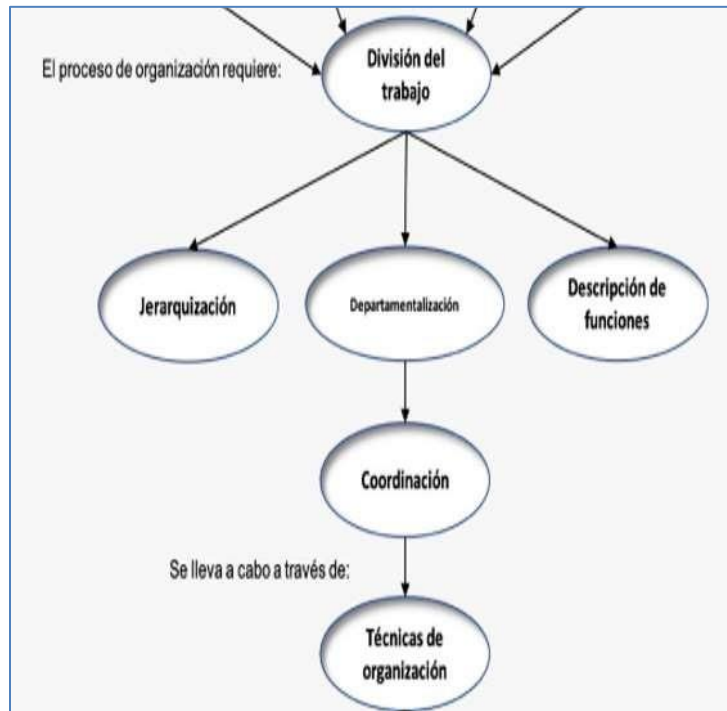 El proceso de organización requiere:
División del
trabajo
Jerarquización
Departamentalización
Descripción de
funciones
Coordinación
Se lleva a cabo a través de:
Técnicas de
organización